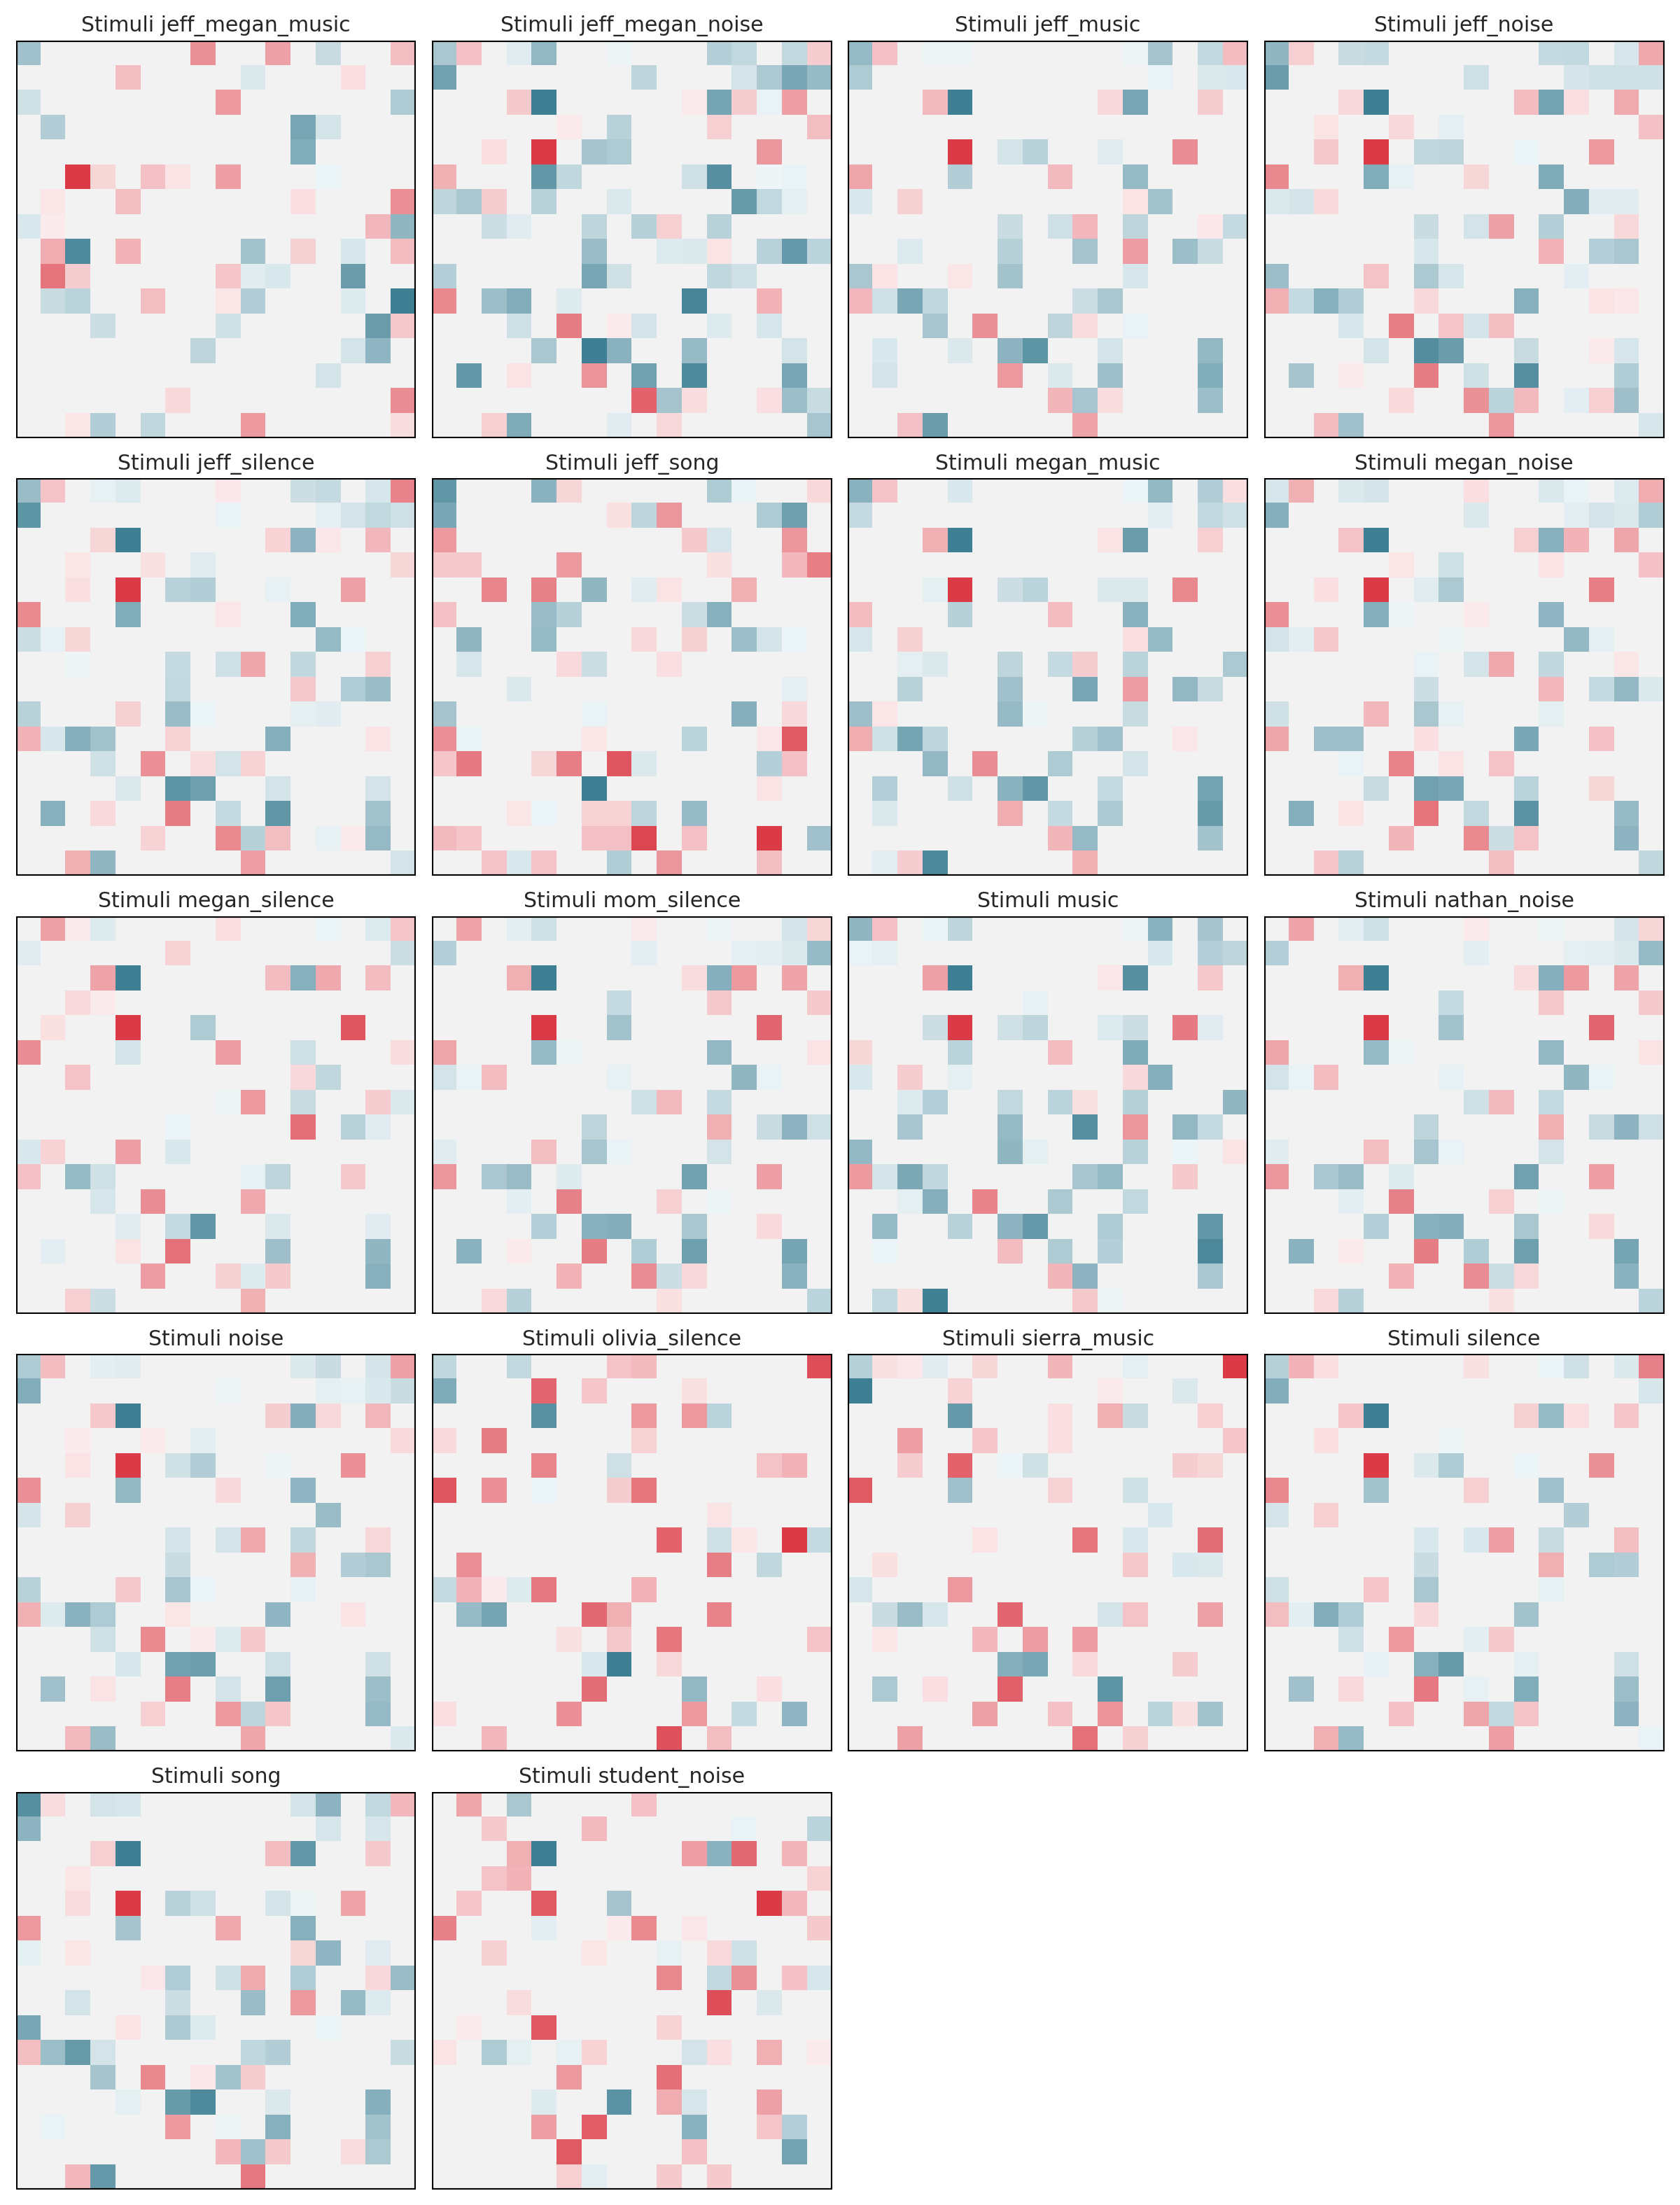 Stimuli jeff_megan_music
Stimuli jeff_megan_noise
Stimuli jeff_music
Stimuli jeff_noise
Stimuli jeff_silence
Stimuli jeff_song
Stimuli megan_music
Stimuli megan_noise
Stimuli megan_silence
Stimuli mom_silence
Stimuli music
Stimuli nathan_noise
Stimuli noise
Stimuli olivia_silence
Stimuli sierra_music
Stimuli silence
Stimuli song
Stimuli student_noise